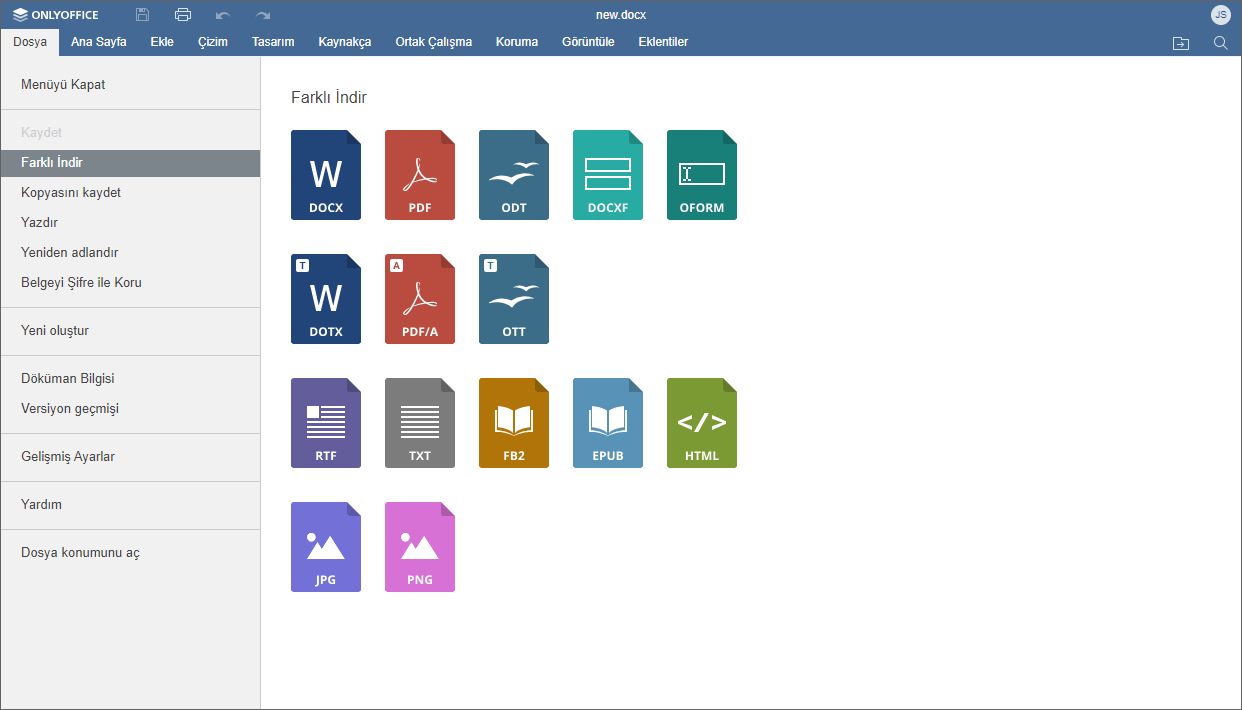 ONLYOFFICE
new.docx
JS
Dosya Ana Sayfa Ekle Çizim Tasarım Kaynakça Ortak Çalışma Koruma Görüntüle Eklentiler
Menüyü Kapat
Kaydet
Farklı İndir
Kopyasını kaydet
Yazdır
Yeniden adlandır
Belgeyi Şifre ile Koru
Yeni oluştur
Döküman Bilgisi
Versiyon geçmişi
Gelişmiş Ayarlar
Yardım
Dosya konumunu aç
Farklı İndir
W
DOCX PDF ODT DOCXF OFORM
T A T
W
DOTX PDF/A OTT
</>
RTF TXT FB2 EPUB HTML
JPG PNG